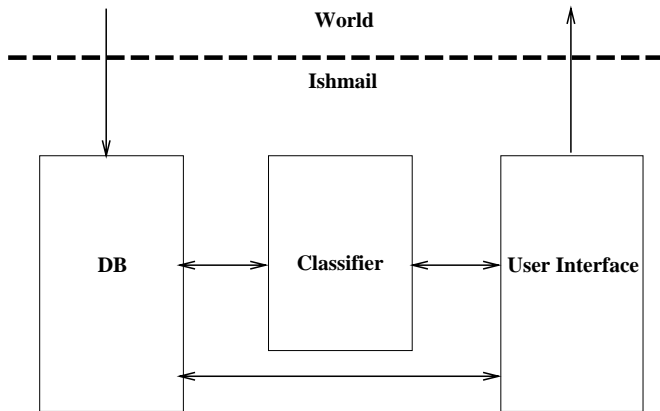 World
Ishmail
DB
Classifier
User Interface